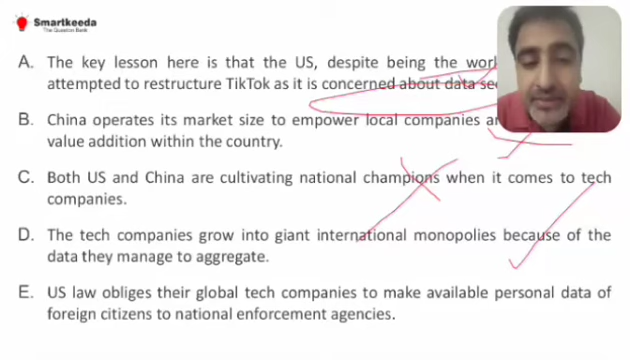 Smartkeeda
The Question Bank
A. The key lesson here is that the US, despite being the
attempted to restructure TikTok as it is concerned about data
B. China operates its market size to empower local companies
value addition within the country.
C. Both US and China are cultivating national champions when it comes to tech
companies.
D. The tech companies grow into giant international monopolies because of the
data they manage to aggregate.
E. US law obliges their global tech companies to make available personal data of
foreign citizens to national enforcement agencies.